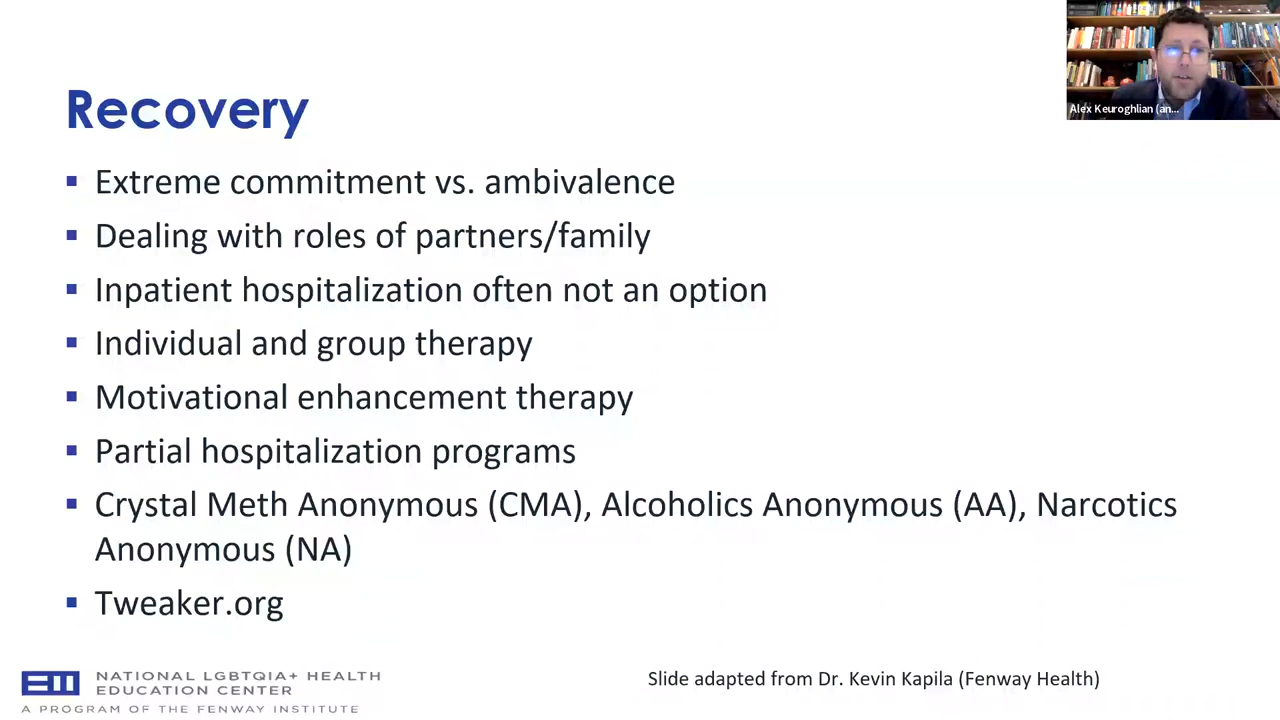 Alex Keuroghlian (an...
Recovery
Extreme commitment vs. ambivalence
Dealing with roles of partners/family
Inpatient hospitalization often not an option
Individual and group therapy
Motivational enhancement therapy
Partial hospitalization programs
Crystal Meth Anonymous (CMA), Alcoholics Anonymous (AA), Narcotics
Anonymous (NA)
Tweaker.org
NATIONAL LGBTQIA+ HEALTH
EDUCATION CENTER
A PROGRAM OF THE FENWAY INSTITUTE
Slide adapted from Dr. Kevin Kapila (Fenway Health)